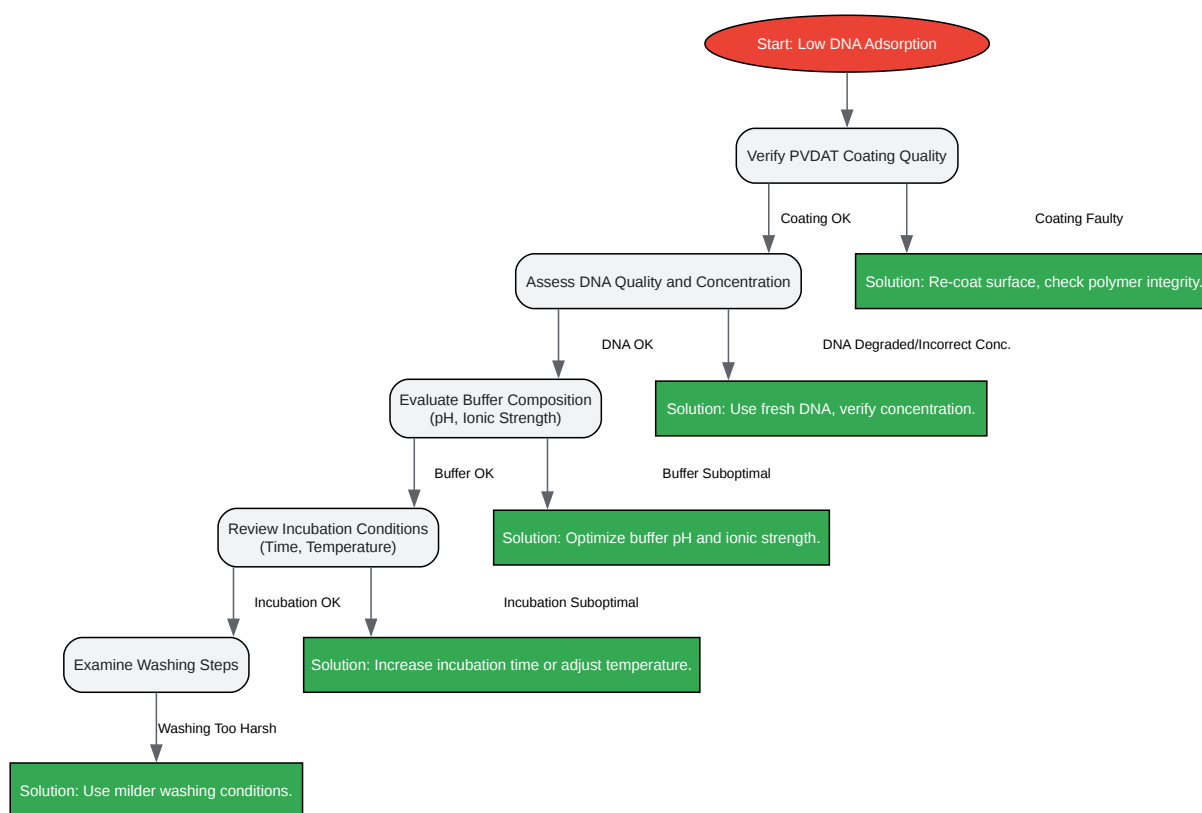 Start: Low DNA Adsorption
Verify PVDAT Coating Quality
Coating OK
Coating Faulty
Assess DNA Quality and Concentration
Solution: Re-coat surface, check polymer integrity.
DNA OK
DNA Degraded/Incorrect Conc.
Evaluate Buffer Composition
(pH, Ionic Strength)
Solution: Use fresh DNA, verify concentration.
Buffer OK
Buffer Suboptimal
Review Incubation Conditions
(Time, Temperature)
Solution: Optimize buffer pH and ionic strength.
Incubation OK
Incubation Suboptimal
Examine Washing Steps
Solution: Increase incubation time or adjust temperature.
Washing Too Harsh
Solution: Use milder washing conditions.